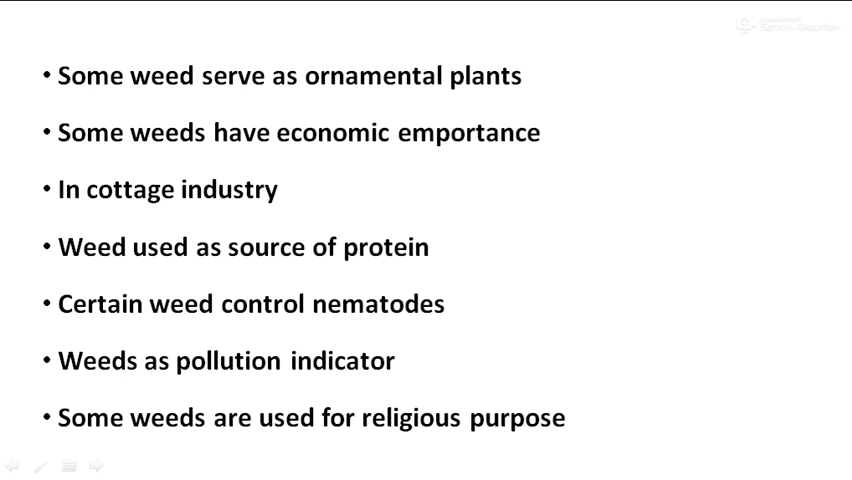 • Some weed serve as ornamental plants
• Some weeds have economic emportance
• In cottage industry
• Weed used as source of protein
• Certain weed control nematodes
• Weeds as pollution indicator
• Some weeds are used for religious purpose